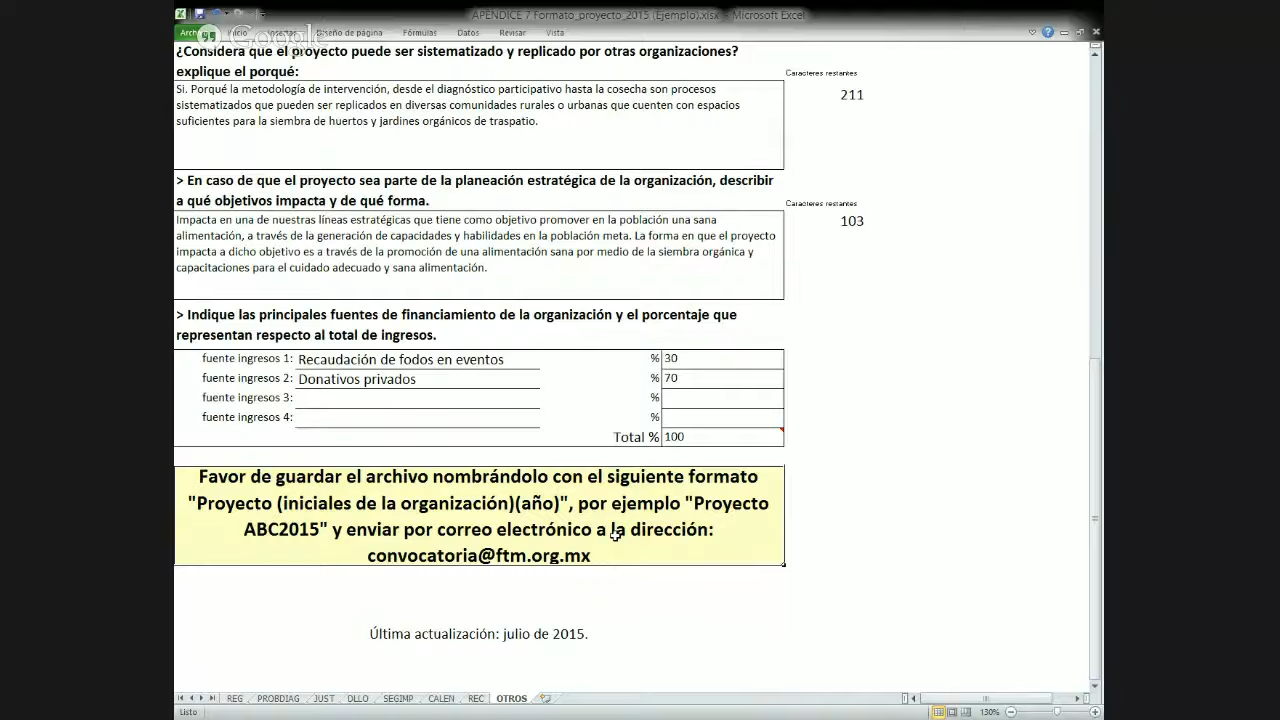 APÉNDICE 7 Formato_proyecto_2015 (Ejemplo).xlsx - Microsoft Excel
Archivo Inicio Insertar Diseño de página Fórmulas Datos Revisar Vista
Google
¿Considera que el proyecto puede ser sistematizado y replicado por otras organizaciones?
explique el porqué:
Caracteres restantes
211
Si. Porqué la metodología de intervención, desde el diagnóstico participativo hasta la cosecha son procesos
sistematizados que pueden ser replicados en diversas comunidades rurales o urbanas que cuenten con espacios
suficientes para la siembra de huertos y jardines orgánicos de traspatio.
> En caso de que el proyecto sea parte de la planeación estratégica de la organización, describir
a qué objetivos impacta y de qué forma.
Caracteres restantes
103
Impacta en una de nuestras líneas estratégicas que tiene como objetivo promover en la población una sana
alimentación, a través de la generación de capacidades y habilidades en la población meta. La forma en que el proyecto
impacta a dicho objetivo es a través de la promoción de una alimentación sana por medio de la siembra orgánica y
capacitaciones para el cuidado adecuado y sana alimentación.
> Indique las principales fuentes de financiamiento de la organización y el porcentaje que
representan respecto al total de ingresos.
fuente ingresos 1: Recaudación de fodos en eventos % 30
fuente ingresos 2: Donativos privados % 70
fuente ingresos 3: %
fuente ingresos 4: %
Total % 100
Favor de guardar el archivo nombrándolo con el siguiente formato
"Proyecto (iniciales de la organización)(año)", por ejemplo "Proyecto
ABC2015" y enviar por correo electrónico a la dirección:
convocatoria@ftm.org.mx
Última actualización: julio de 2015.
REG PROBDIAG JUST DLLO SEGIMP CALEN REC OTROS
Listo 130%